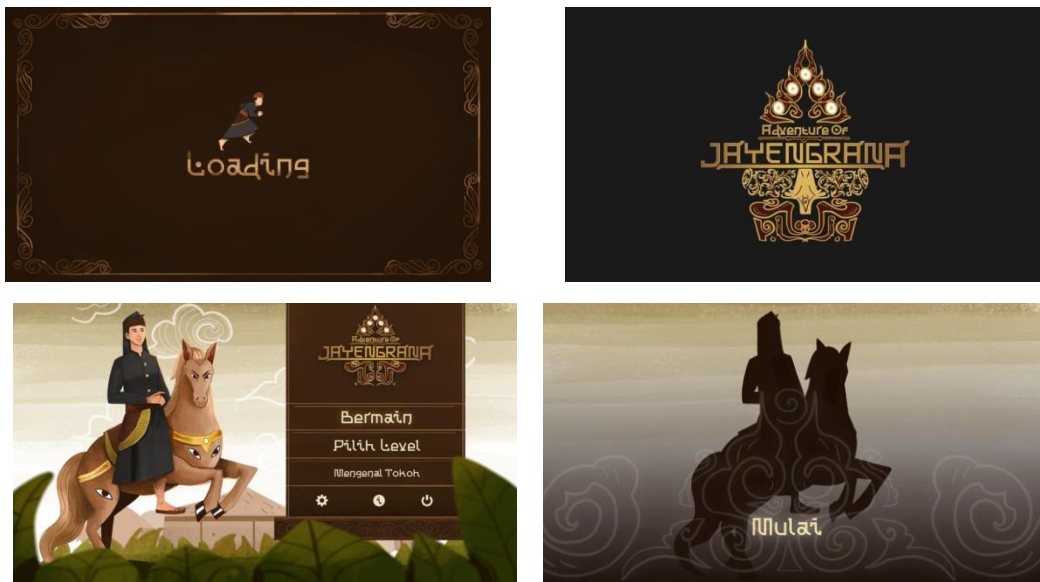 Loading
Adventure Of
JAYENGRANA
Adventure Of
JAYENGRANA
Bermain
Pilih Level
Mengenal Tokoh
Mulai